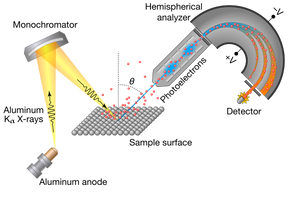 Hemispherical
analyzer
Monochromator
-V
+V
θ
Photoelectrons
Aluminum
Kα X-rays
Detector
Sample surface
Aluminum anode